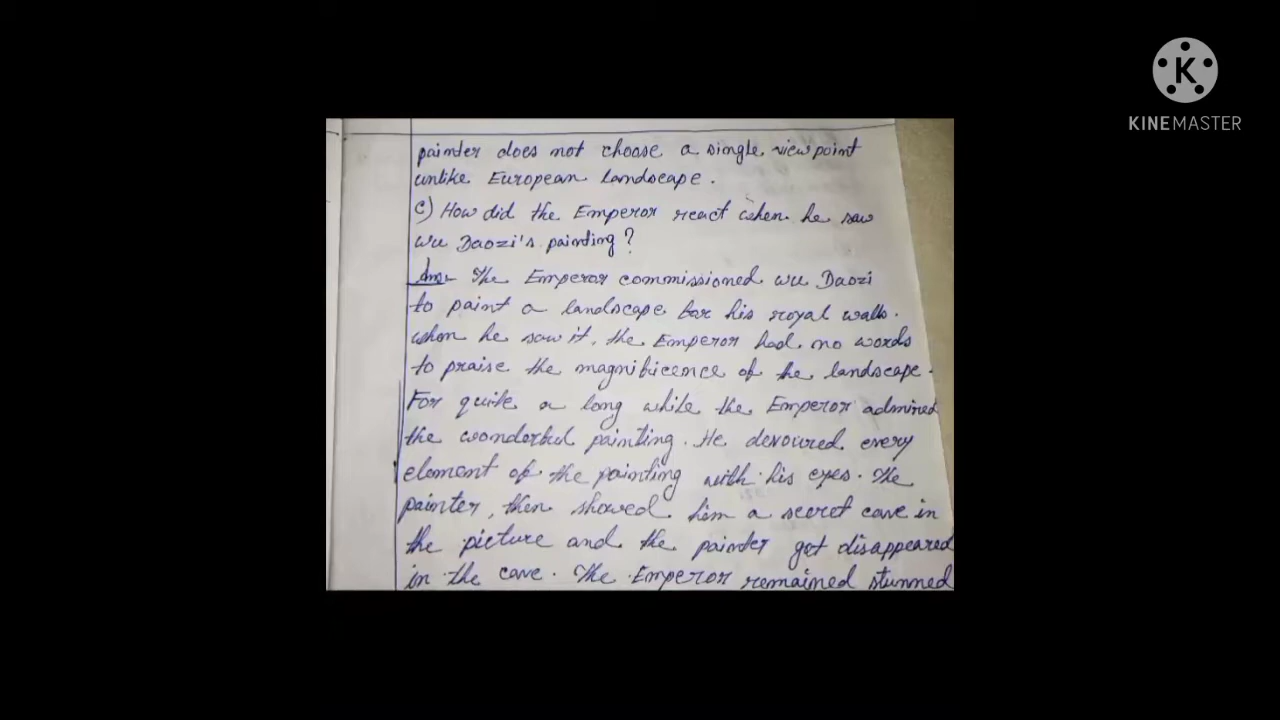 K
KINEMASTER
painter does not choose a single viewpoint
unlike European landscape.
c) How did the Emperor react when he saw
wu Daozi's painting?
Ans- The Emperor commissioned wu Daozi
to paint a landscape for his royal walls.
when he saw it, the Emperor had no words
to praise the magnificence of the landscape.
For quite a long while the Emperor admired
the wonderful painting. He devoured every
element of the painting with his eyes. The
painter, then showed him a secret cave in
the picture and the painter got disappeared
in the cave. The Emperor remained stunned